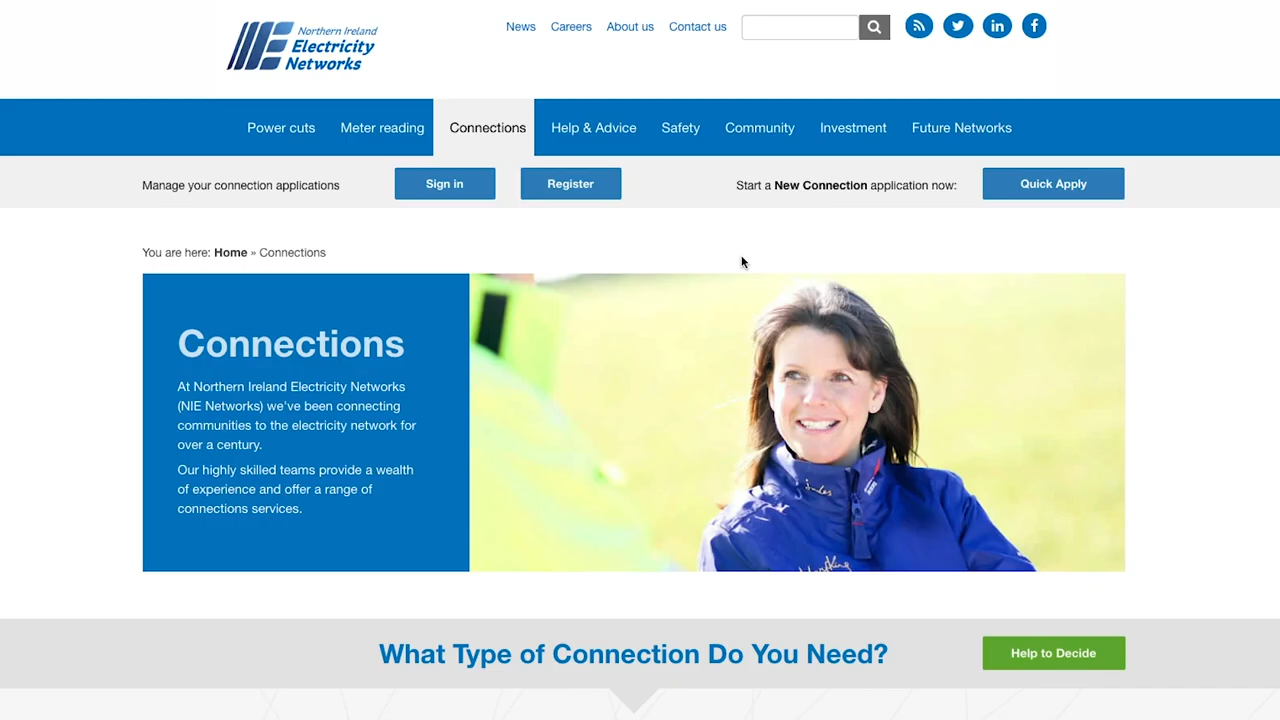 Northern Ireland
Electricity
Networks
News
Careers
About us
Contact us
Power cuts
Meter reading
Connections
Help & Advice
Safety
Community
Investment
Future Networks
Manage your connection applications
Sign in
Register
Start a New Connection application now:
Quick Apply
You are here: Home » Connections
Connections
At Northern Ireland Electricity Networks
(NIE Networks) we've been connecting
communities to the electricity network for
over a century.
Our highly skilled teams provide a wealth
of experience and offer a range of
connections services.
What Type of Connection Do You Need?
Help to Decide